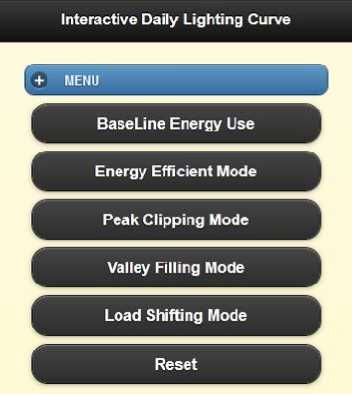 Interactive Daily Lighting Curve
MENU
BaseLine Energy Use
Energy Efficient Mode
Peak Clipping Mode
Valley Filling Mode
Load Shifting Mode
Reset